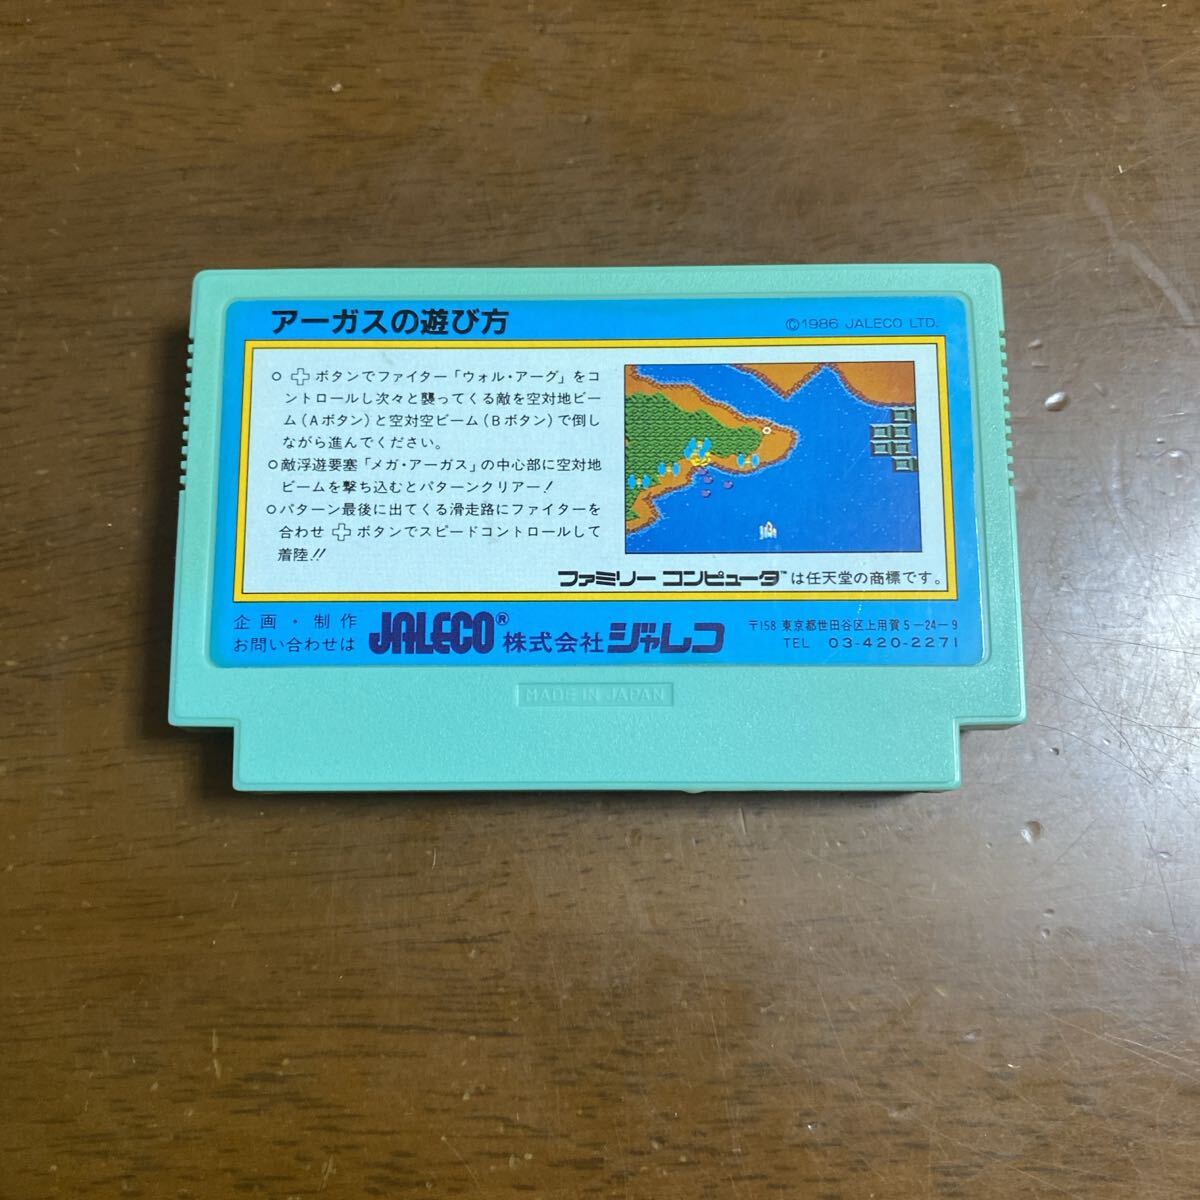 アーガスの遊び方
©1986 JALECO LTD.
○ ✚ボタンでファイター「ウォル・アーグ」をコ
ントロールし次々と襲ってくる敵を空対地ビー
ム(Aボタン)と空対空ビーム(Bボタン)で倒し
ながら進んでください。
○敵浮遊要塞「メガ・アーガス」の中心部に空対地
ビームを撃ち込むとパターンクリアー!
○パターン最後に出てくる滑走路にファイターを
合わせ ✚ボタンでスピードコントロールして
着陸!!
ファミリー コンピュータ™は任天堂の商標です。
企画・制作
お問い合わせは
JALECO® 株式会社 ジャレコ
〒158 東京都世田谷区上用賀5-24-9
TEL 03-420-2271
MADE IN JAPAN